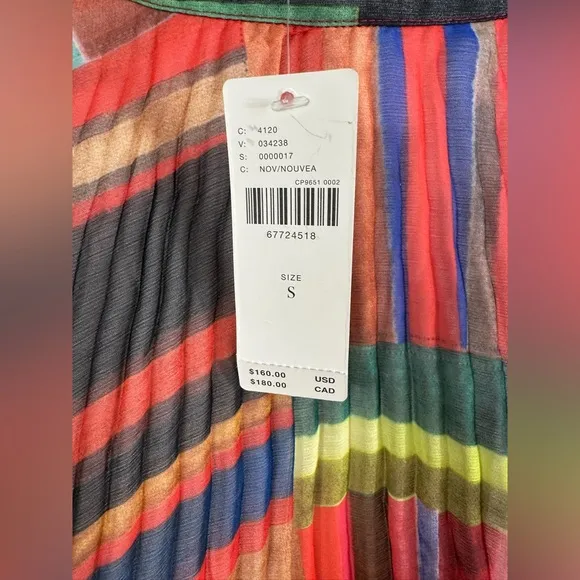 C: 4120
V: 034238
S: 0000017
C: NOV/NOUVEA
CP9651 0002
67724518
SIZE
S
$160.00 USD
$180.00 CAD